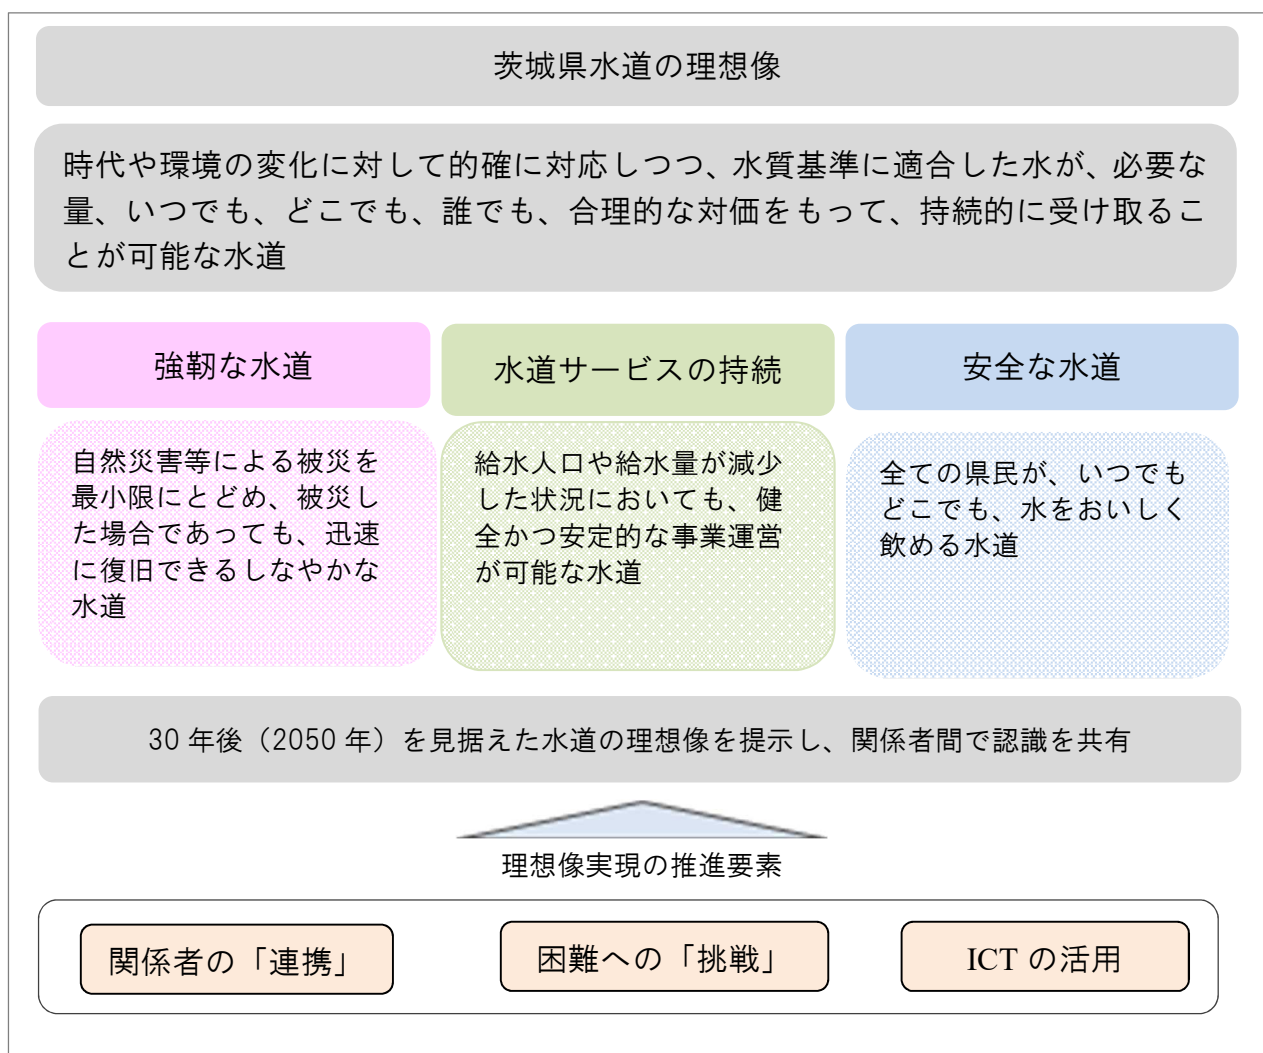 茨城県水道の理想像
時代や環境の変化に対して的確に対応しつつ、水質基準に適合した水が、必要な
量、いつでも、どこでも、誰でも、合理的な対価をもって、持続的に受け取るこ
とが可能な水道
強靭な水道
自然災害等による被災を
最小限にとどめ、被災し
た場合であっても、迅速
に復旧できるしなやかな
水道
水道サービスの持続
給水人口や給水量が減少
した状況においても、健
全かつ安定的な事業運営
が可能な水道
安全な水道
全ての県民が、いつでも
どこでも、水をおいしく
飲める水道
30 年後（2050 年）を見据えた水道の理想像を提示し、関係者間で認識を共有
理想像実現の推進要素
関係者の「連携」
困難への「挑戦」
ICT の活用